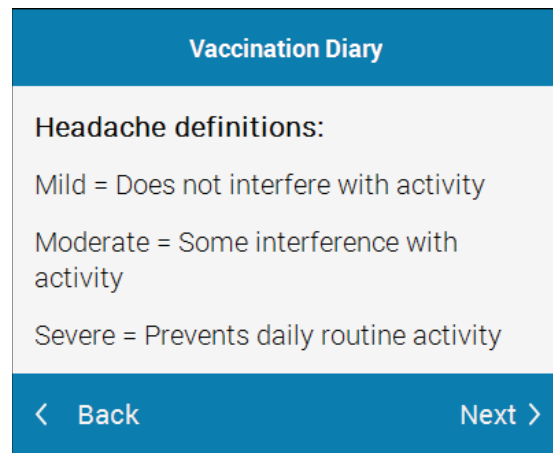 Vaccination Diary
Headache definitions:
Mild = Does not interfere with activity
Moderate = Some interference with
activity
Severe = Prevents daily routine activity
Back
Next